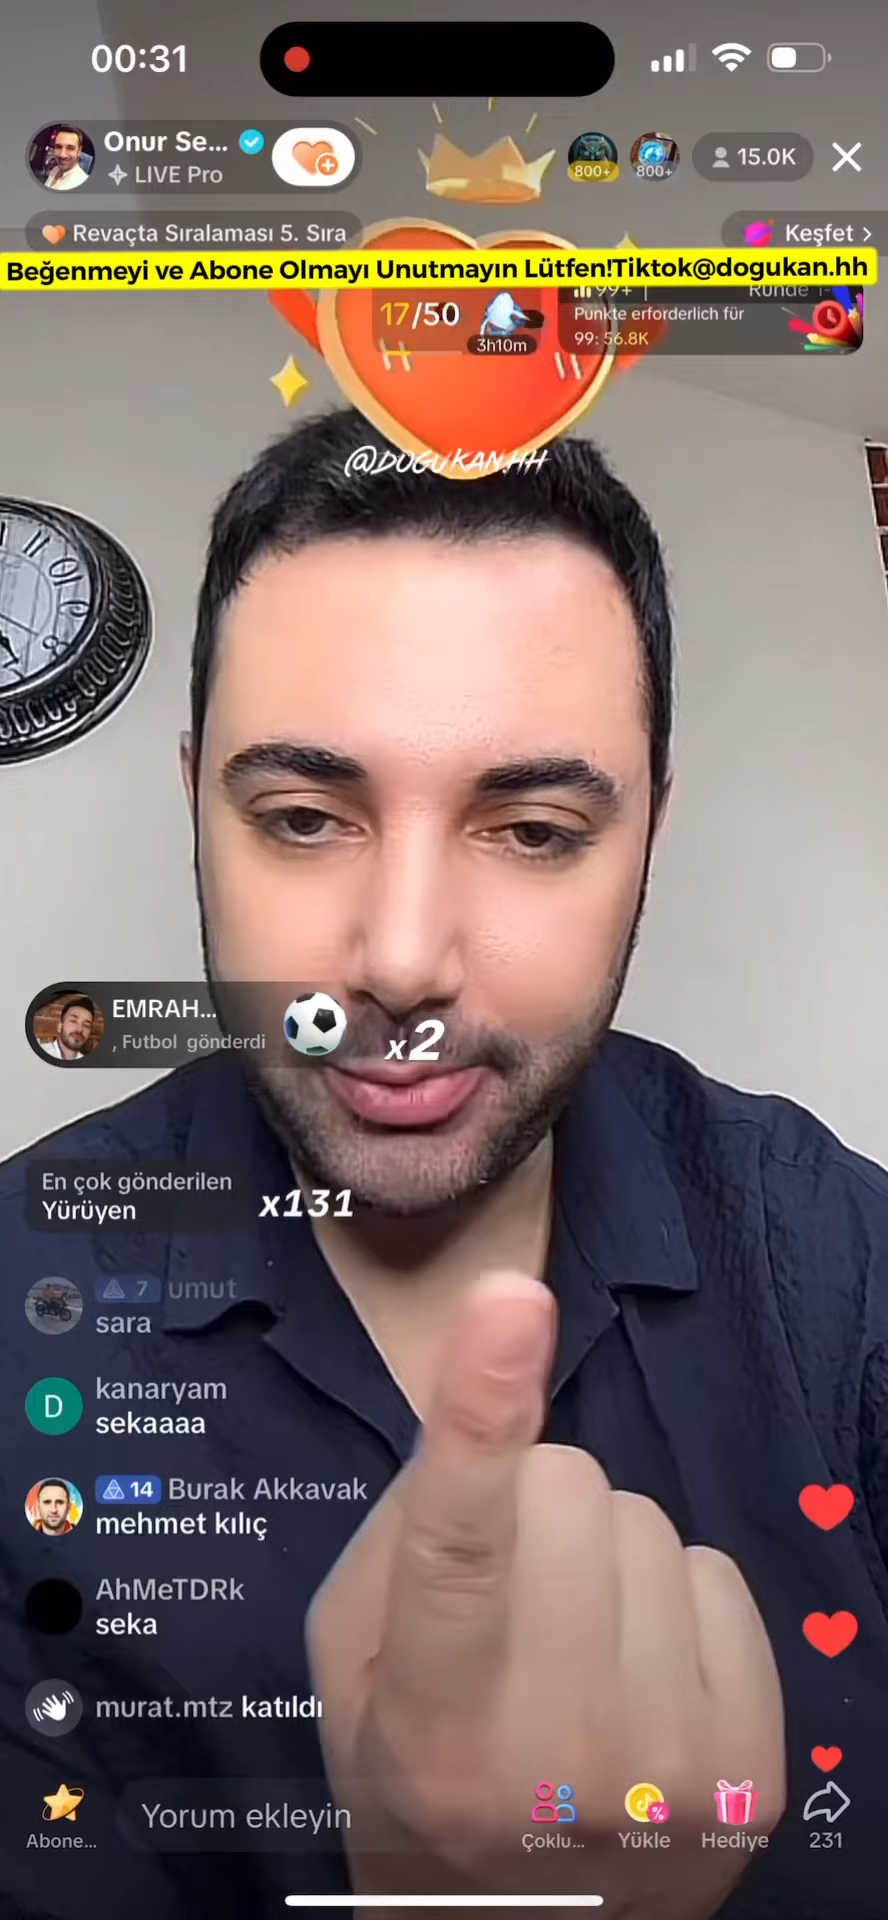 00:31
Onur Se...
LIVE Pro
800+
800+
15.0K
Revaçta Sıralaması 5. Sıra
Keşfet >
Beğenmeyi ve Abone Olmayı Unutmayın Lütfen!Tiktok@dogukan.hh
99+ |
Runde 1-
17/50
3h10m
Punkte erforderlich für
99: 56.8K
@DOGUKAN.HH
EMRAH...
, Futbol gönderdi
x2
En çok gönderilen
Yürüyen
x131
7 umut
sara
D
kanaryam
sekaaaa
14 Burak Akkavak
mehmet kılıç
AhMeTDRk
seka
murat.mtz katıldı
Abone...
Yorum ekleyin
Çoklu...
Yükle
Hediye
231